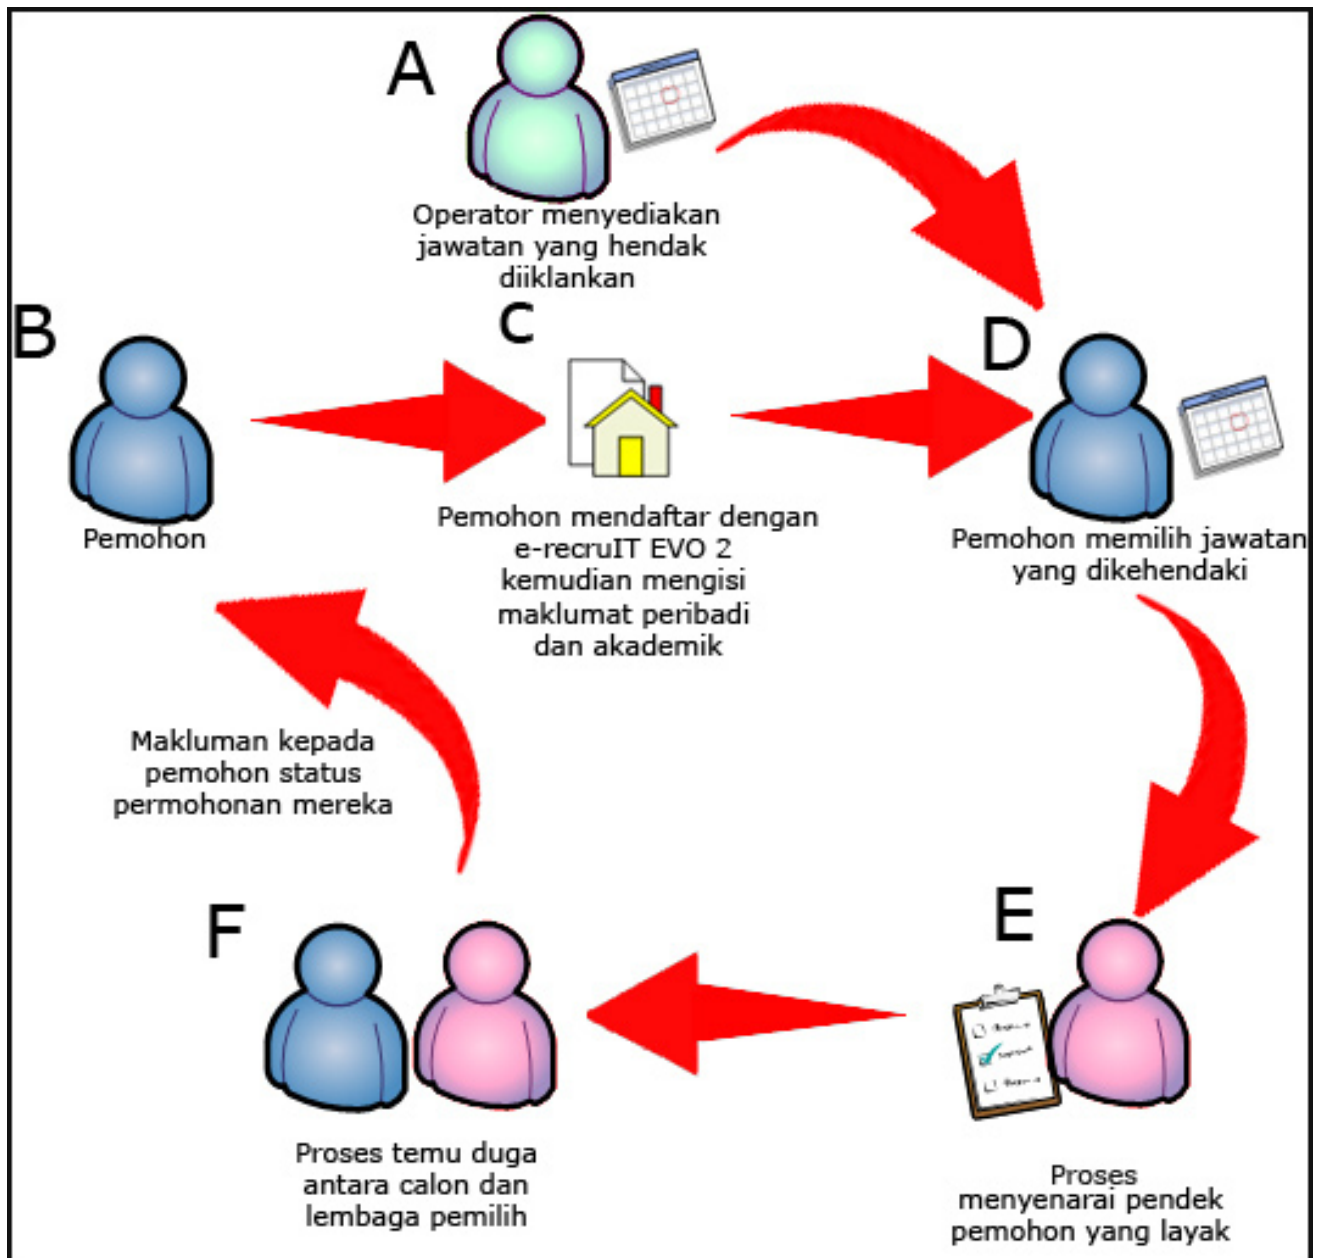 A
Operator menyediakan
jawatan yang hendak
diiklankan
B
Pemohon
C
Pemohon mendaftar dengan
e-recruIT EVO 2
kemudian mengisi
maklumat peribadi
dan akademik
D
Pemohon memilih jawatan
yang dikehendaki
Makluman kepada
pemohon status
permohonan mereka
F
Proses temu duga
antara calon dan
lembaga pemilih
E
Proses
menyenarai pendek
pemohon yang layak